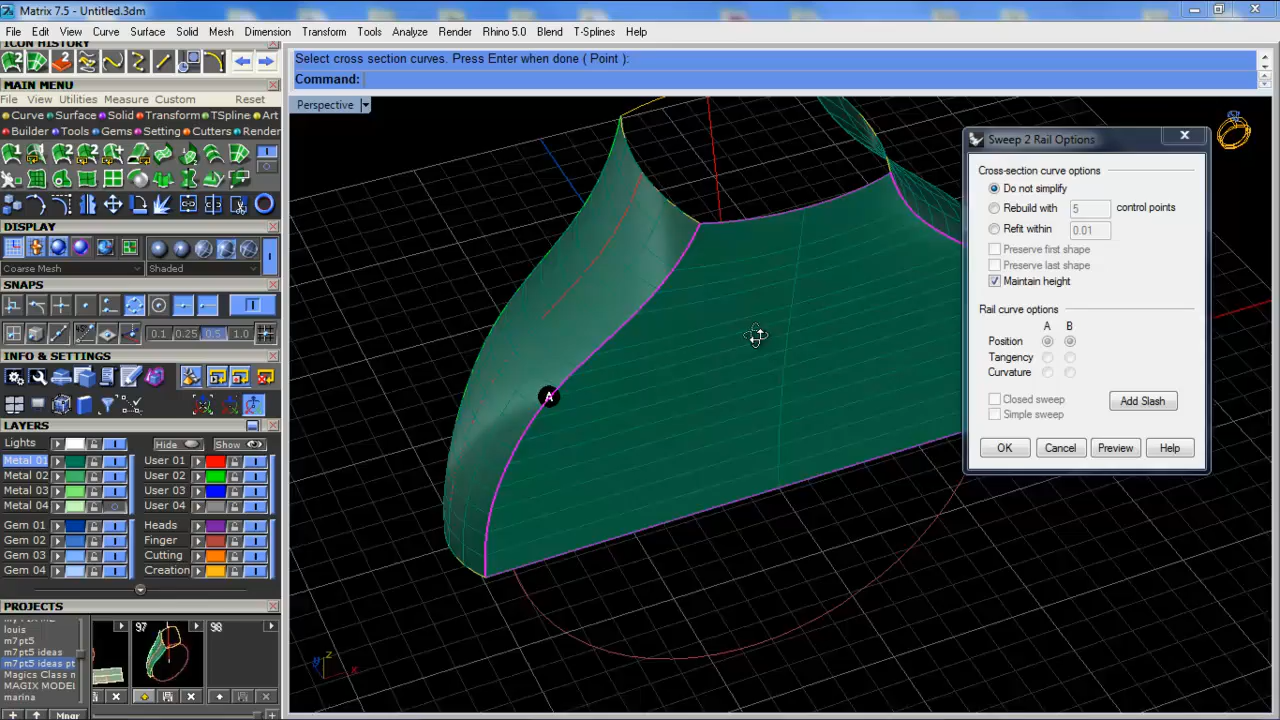 Matrix 7.5 - Untitled.3dm
File Edit View Curve Surface Solid Mesh Dimension Transform Tools Analyze Render Rhino 5.0 Blend T-Splines Help
ICON HISTORY
Select cross section curves. Press Enter when done ( Point ):
Command:
MAIN MENU
File View Utilities Measure Custom Reset
Curve Surface Solid Transform TSpline Art
Builder Tools Gems Setting Cutters Render
Perspective
DISPLAY
Coarse Mesh Shaded
SNAPS
0.1 0.25 0.5 1.0
INFO & SETTINGS
LAYERS
Lights Hide Show
Metal 01 User 01
Metal 02 User 02
Metal 03 User 03
Metal 04 User 04
Gem 01 Heads
Gem 02 Finger
Gem 03 Cutting
Gem 04 Creation
PROJECTS
louis
m7pt5
m7pt5 ideas
m7pt5 ideas pt
Magics Class n
MAGIX MODEL
marina
97 98
Mngr
A
z
x
Sweep 2 Rail Options
Cross-section curve options
Do not simplify
Rebuild with 5 control points
Refit within 0.01
Preserve first shape
Preserve last shape
Maintain height
Rail curve options
A B
Position
Tangency
Curvature
Closed sweep
Simple sweep
Add Slash
OK Cancel Preview Help